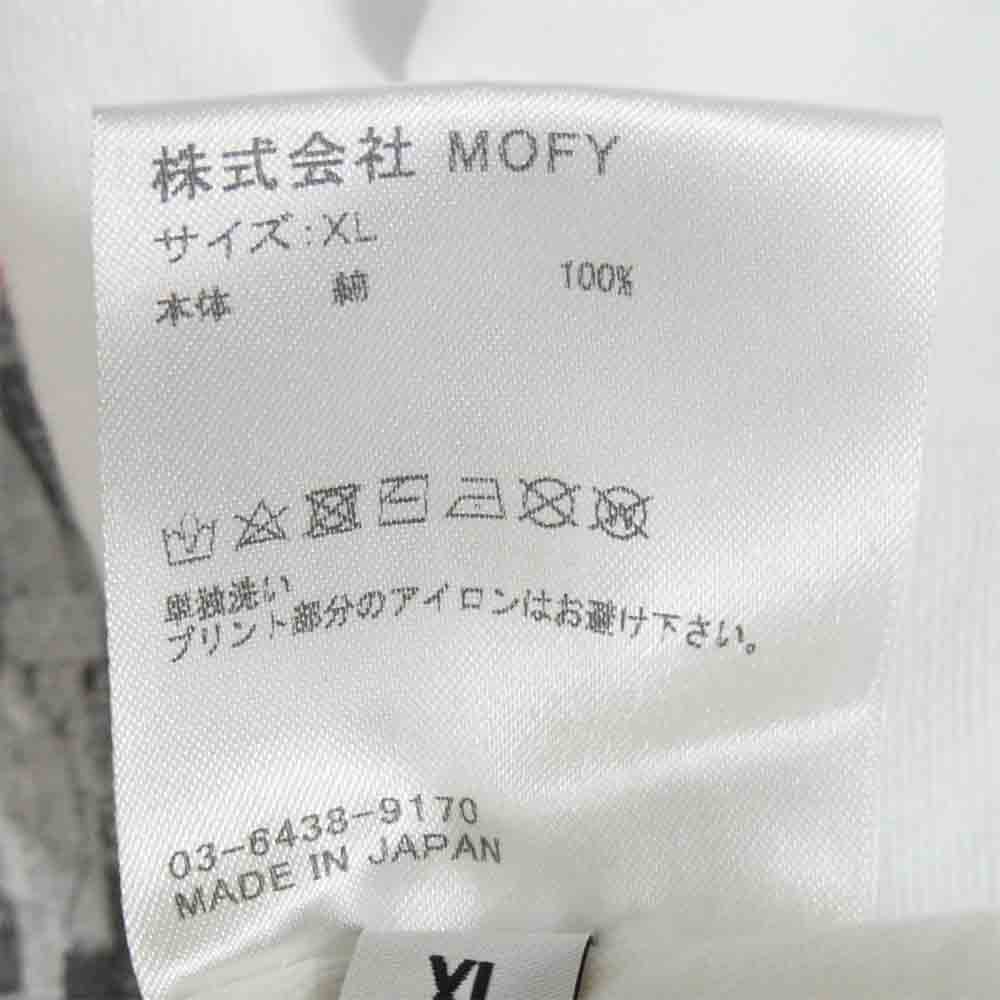 株式会社 MOFY
サイズ:XL
本体 綿 100%
単独洗い
プリント部分のアイロンはお避け下さい。
03-6438-9170
MADE IN JAPAN
XL